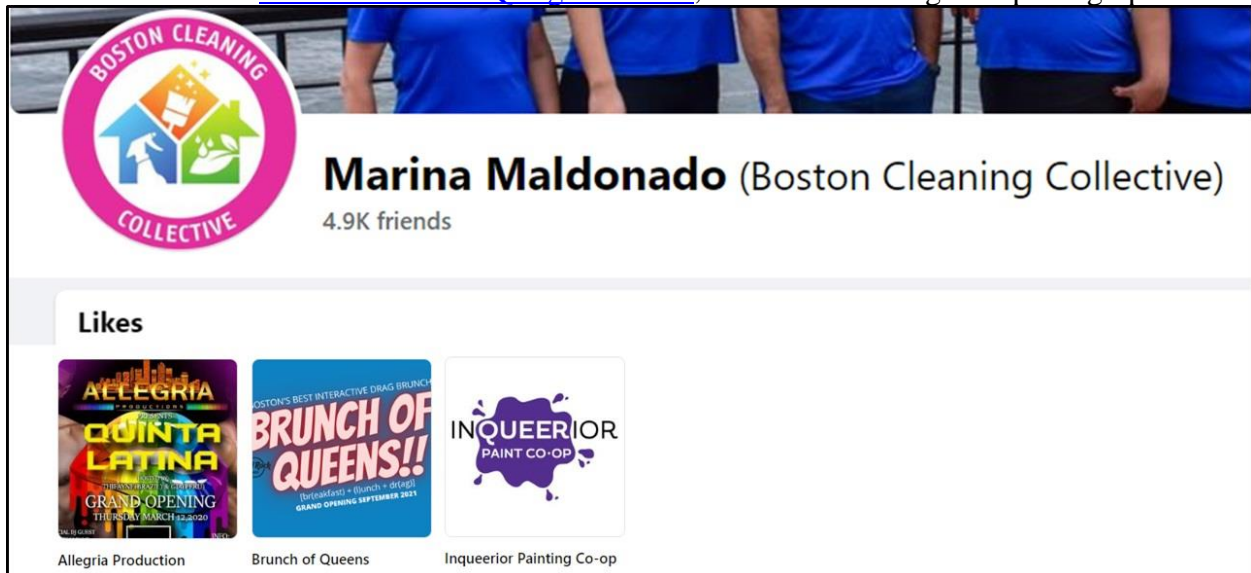 BOSTON CLEANING
COLLECTIVE
Marina Maldonado (Boston Cleaning Collective)
4.9K friends
Likes
ALLEGRIA
PRODUCTIONS
PRESENTS
QUINTA
LATINA
GRAND OPENING
THURSDAY MARCH 12, 2020
BOSTON'S BEST INTERACTIVE DRAG BRUNCH
BRUNCH OF
QUEENS!!
[br(eakfast) + (l)unch + dr(ag)]
GRAND OPENING SEPTEMBER 2021
INQUEERIOR
PAINT CO-OP
Allegria Production
Brunch of Queens
Inqueerior Painting Co-op